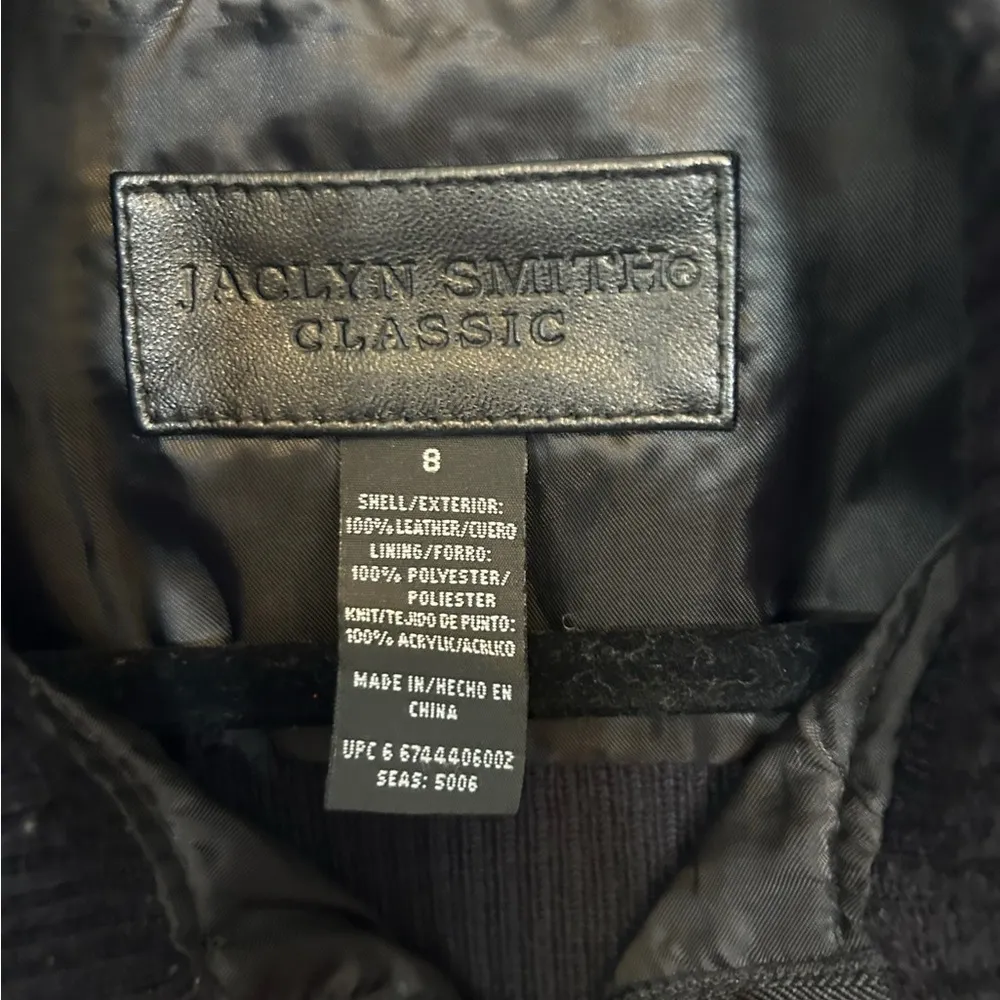 JACLYN SMITH®
CLASSIC
8
SHELL/EXTERIOR:
100% LEATHER/CUERO
LINING/FORRO:
100% POLYESTER/
POLIESTER
KNIT/TEJIDO DE PUNTO:
100% ACRYLIC/ACRLICO
MADE IN/HECHO EN
CHINA
UPC 6 6744406002
SEAS: 5006